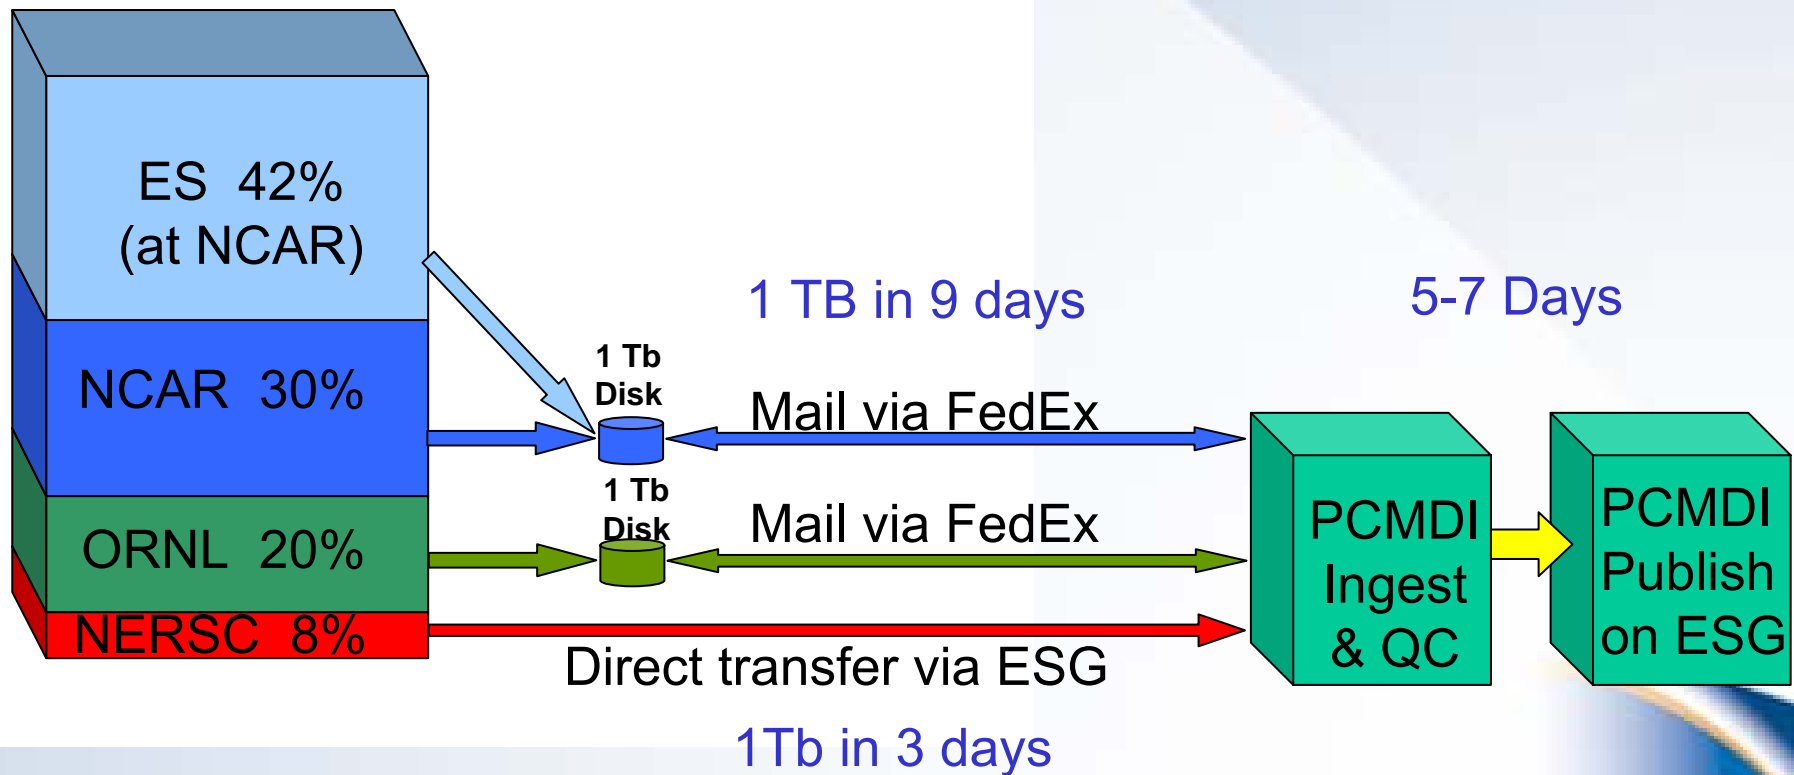 ES 42%
(at NCAR)
NCAR 30%
ORNL 20%
NERSC 8%
1 TB in 9 days
5-7 Days
1 Tb
Disk
Mail via FedEx
1 Tb
Disk
Mail via FedEx
Direct transfer via ESG
1Tb in 3 days
PCMDI
Ingest
& QC
PCMDI
Publish
on ESG